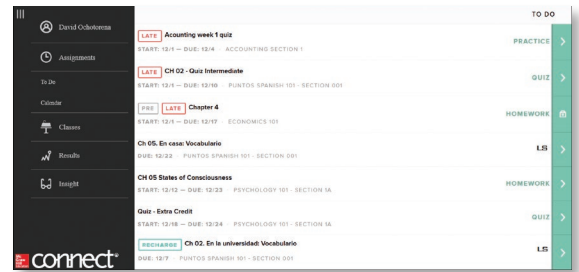 TO DO
David Ochotorena
Assignments
To Do
Calendar
Classes
Results
Insight
LATE Acounting week 1 quiz
START: 12/1 — DUE: 12/4 · ACCOUNTING SECTION 1
PRACTICE
LATE CH 02 - Quiz Intermediate
START: 12/1 — DUE: 12/10 · PUNTOS SPANISH 101 - SECTION 001
QUIZ
PRE LATE Chapter 4
START: 12/1 — DUE: 12/17 · ECONOMICS 101
HOMEWORK
Ch 05. En casa: Vocabulario
DUE: 12/22 · PUNTOS SPANISH 101 - SECTION 001
LS
CH 05 States of Consciousness
START: 12/12 — DUE: 12/23 · PSYCHOLOGY 101 - SECTION 1A
HOMEWORK
Quiz - Extra Credit
START: 12/18 — DUE: 12/24 · PSYCHOLOGY 101 - SECTION 1A
QUIZ
RECHARGE Ch 02. En la universidad: Vocabulario
DUE: 12/7 · PUNTOS SPANISH 101 - SECTION 001
LS
connect®